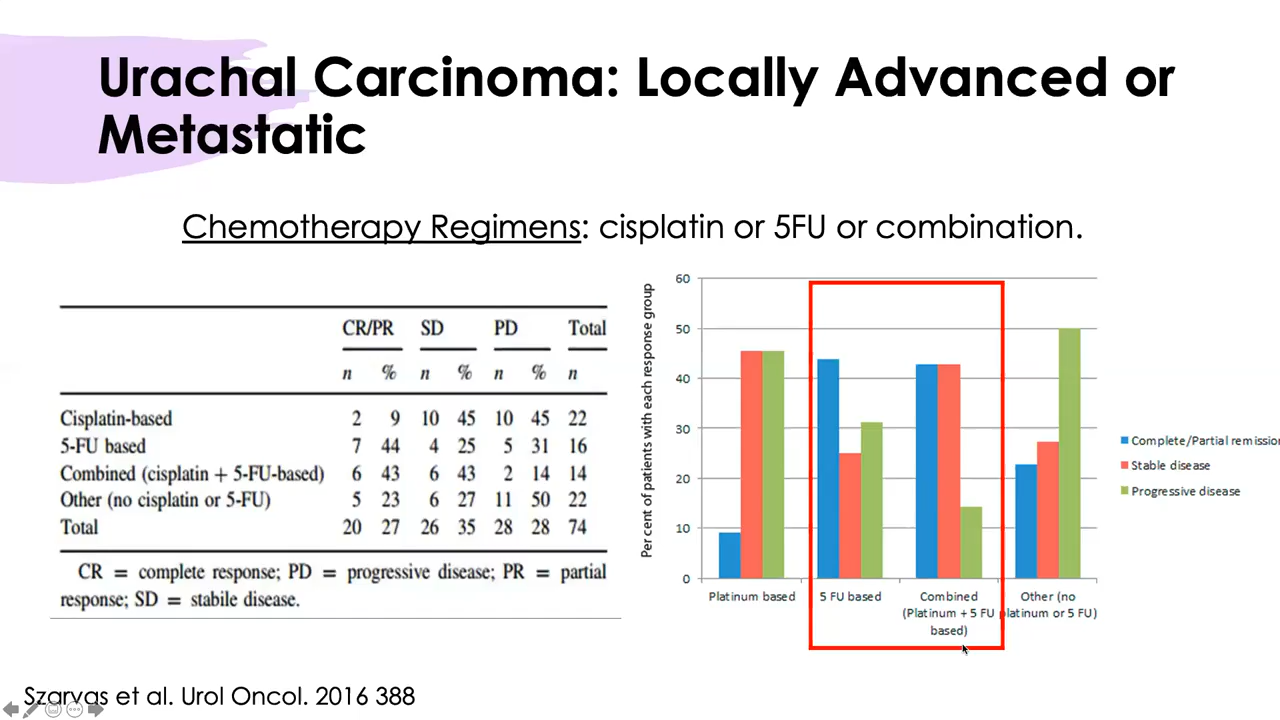 Urachal Carcinoma: Locally Advanced or
Metastatic
Chemotherapy Regimens: cisplatin or 5FU or combination.
CR/PR SD PD Total
n % n % n % n
Cisplatin-based 2 9 10 45 10 45 22
5-FU based 7 44 4 25 5 31 16
Combined (cisplatin + 5-FU-based) 6 43 6 43 2 14 14
Other (no cisplatin or 5-FU) 5 23 6 27 11 50 22
Total 20 27 26 35 28 28 74
CR = complete response; PD = progressive disease; PR = partial
response; SD = stabile disease.
Per cent of patients with each response group
60
50
40
30
20
10
0
Platinum based
5 FU based
Combined
(Platinum + 5 FU
based)
Other (no
platinum or 5 FU)
Complete/Partial remission
Stable disease
Progressive disease
Szarvas et al. Urol Oncol. 2016 388